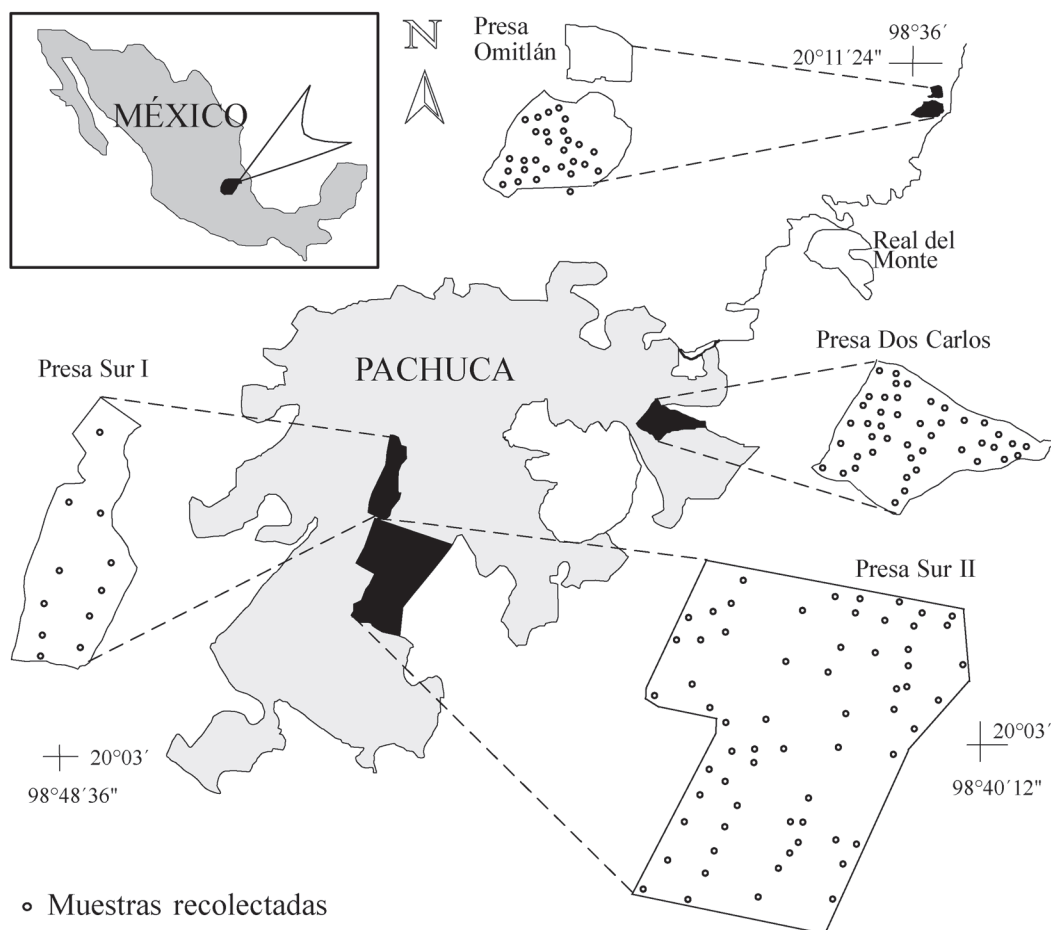 MÉXICO
N
Presa
Omitlán
98°36´
20°11´24"
Real del
Monte
Presa Dos Carlos
PACHUCA
Presa Sur I
Presa Sur II
20°03´
98°48´36"
20°03´
98°40´12"
Muestras recolectadas